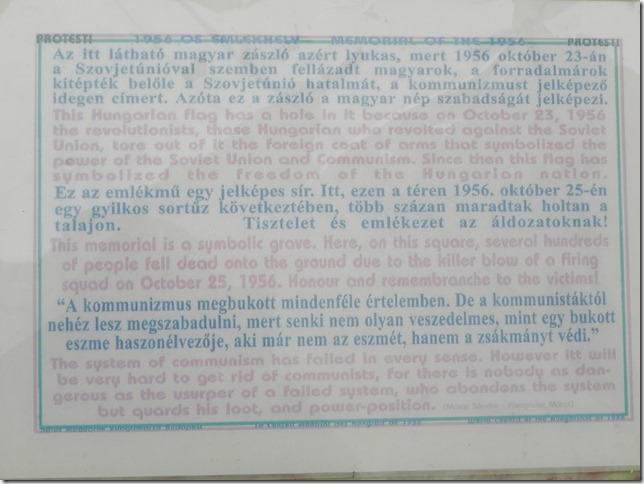 PROTEST! 1956-OS EMLÉKHELY MEMORIAL OF THE 1956 PROTEST!
Az itt látható magyar zászló azért lyukas, mert 1956 október 23-án
a Szovjetúnióval szemben fellázadt magyarok, a forradalmárok
kitépték belőle a Szovjetúnió hatalmát, a kommunizmust jelképező
idegen címert. Azóta ez a zászló a magyar nép szabadságát jelképezi.
This Hungarian flag has a hole in it because on October 23, 1956
the revolutionists, those Hungarian who revolted against the Soviet
Union, tore out of it the foreign coat of arms that symbolized the
power of the Soviet Union and Communism. Since then this flag has
symbolized the freedom of the Hungarian nation.
Ez az emlékmű egy jelképes sír. Itt, ezen a téren 1956. október 25-én
egy gyilkos sortűz következtében, több százan maradtak holtan a
talajon. Tisztelet és emlékezet az áldozatoknak!
This memorial is a symbolic grave. Here, on this square, several hundreds
of people fell dead onto the ground due to the killer blow of a firing
squad on October 25, 1956. Honour and remembranche to the victims!
“A kommunizmus megbukott mindenféle értelemben. De a kommunistáktól
nehéz lesz megszabadulni, mert senki nem olyan veszedelmes, mint egy bukott
eszme haszonélvezője, aki már nem az eszmét, hanem a zsákmányt védi.”
The system of communism has failed in every sense. However itt will
be very hard to get rid of communists, for there is nobody as dan-
gerous as the usurper of a failed system, who abandons the system
but quards his loot, and power-position. (Márai Sándor